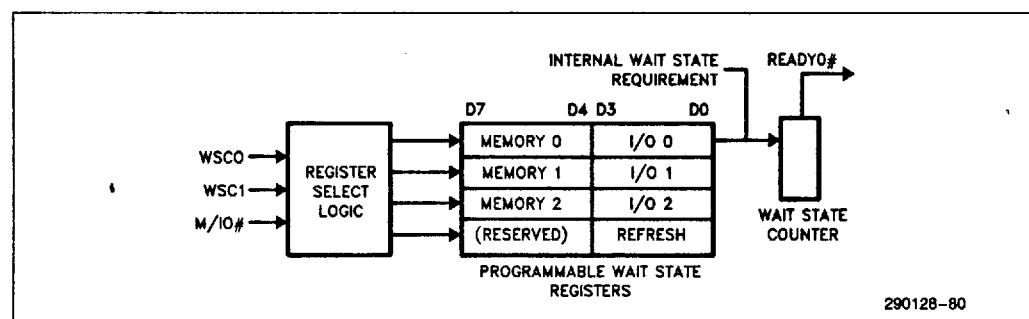 INTERNAL WAIT STATE
REQUIREMENT
READYO#
D7 D4 D3 D0
WSC0
WSC1
M/IO#
REGISTER
SELECT
LOGIC
MEMORY 0 I/O 0
MEMORY 1 I/O 1
MEMORY 2 I/O 2
(RESERVED) REFRESH
WAIT STATE
COUNTER
PROGRAMMABLE WAIT STATE
REGISTERS
290128-80